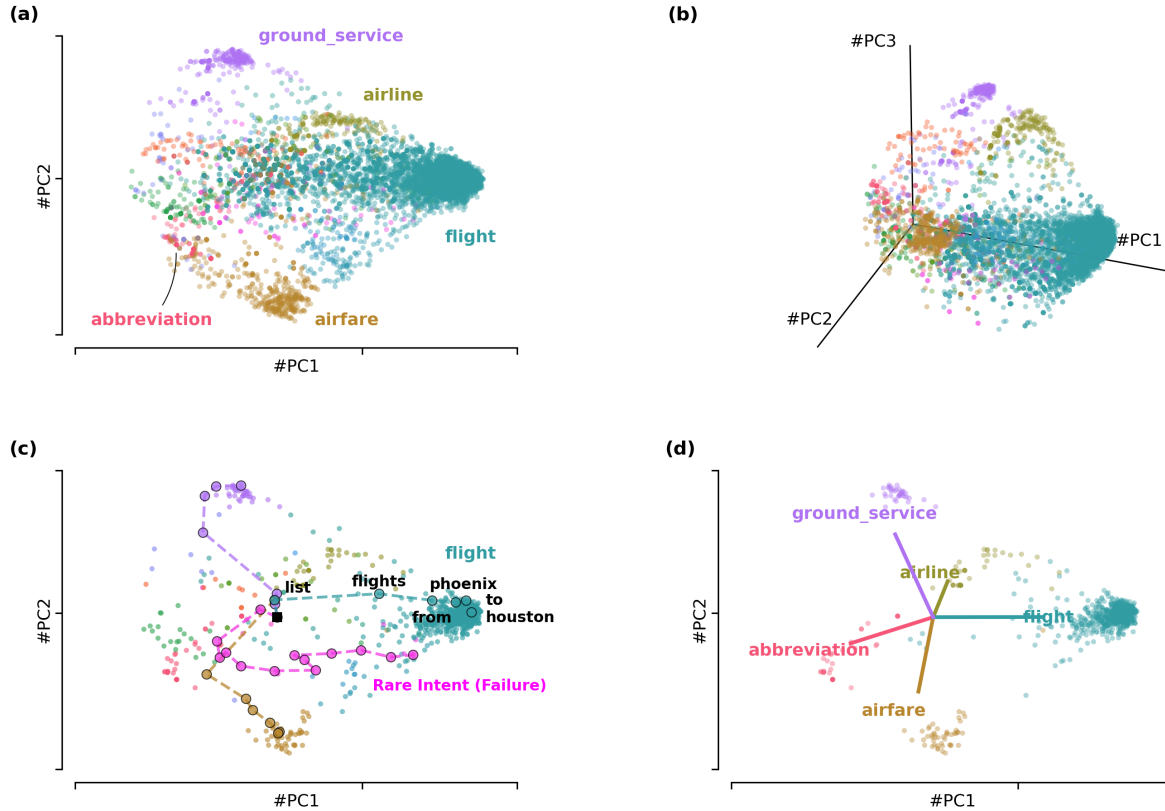 (a)
ground_service
airline
#PC2
flight
abbreviation
airfare
#PC1
(b)
#PC3
#PC1
#PC2
(c)
flight
list
flights
phoenix
to
from
houston
#PC2
Rare Intent (Failure)
#PC1
(d)
ground_service
airline
flight
#PC2
abbreviation
airfare
#PC1